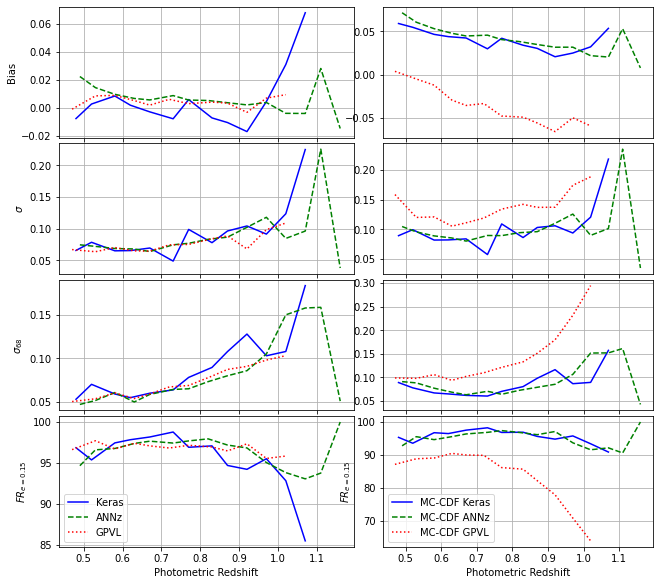 0.06
0.04
0.02
0.00
−0.02
Bias
0.05
0.00
−0.05
0.20
0.15
0.10
0.05
σ
0.20
0.15
0.10
0.05
0.15
0.10
0.05
σ68
0.30
0.25
0.20
0.15
0.10
0.05
100
95
90
85
FRe=0.15
Keras
ANNz
GPVL
0.5 0.6 0.7 0.8 0.9 1.0 1.1
Photometric Redshift
100
90
80
70
FRe=0.15
MC-CDF Keras
MC-CDF ANNz
MC-CDF GPVL
0.5 0.6 0.7 0.8 0.9 1.0 1.1
Photometric Redshift